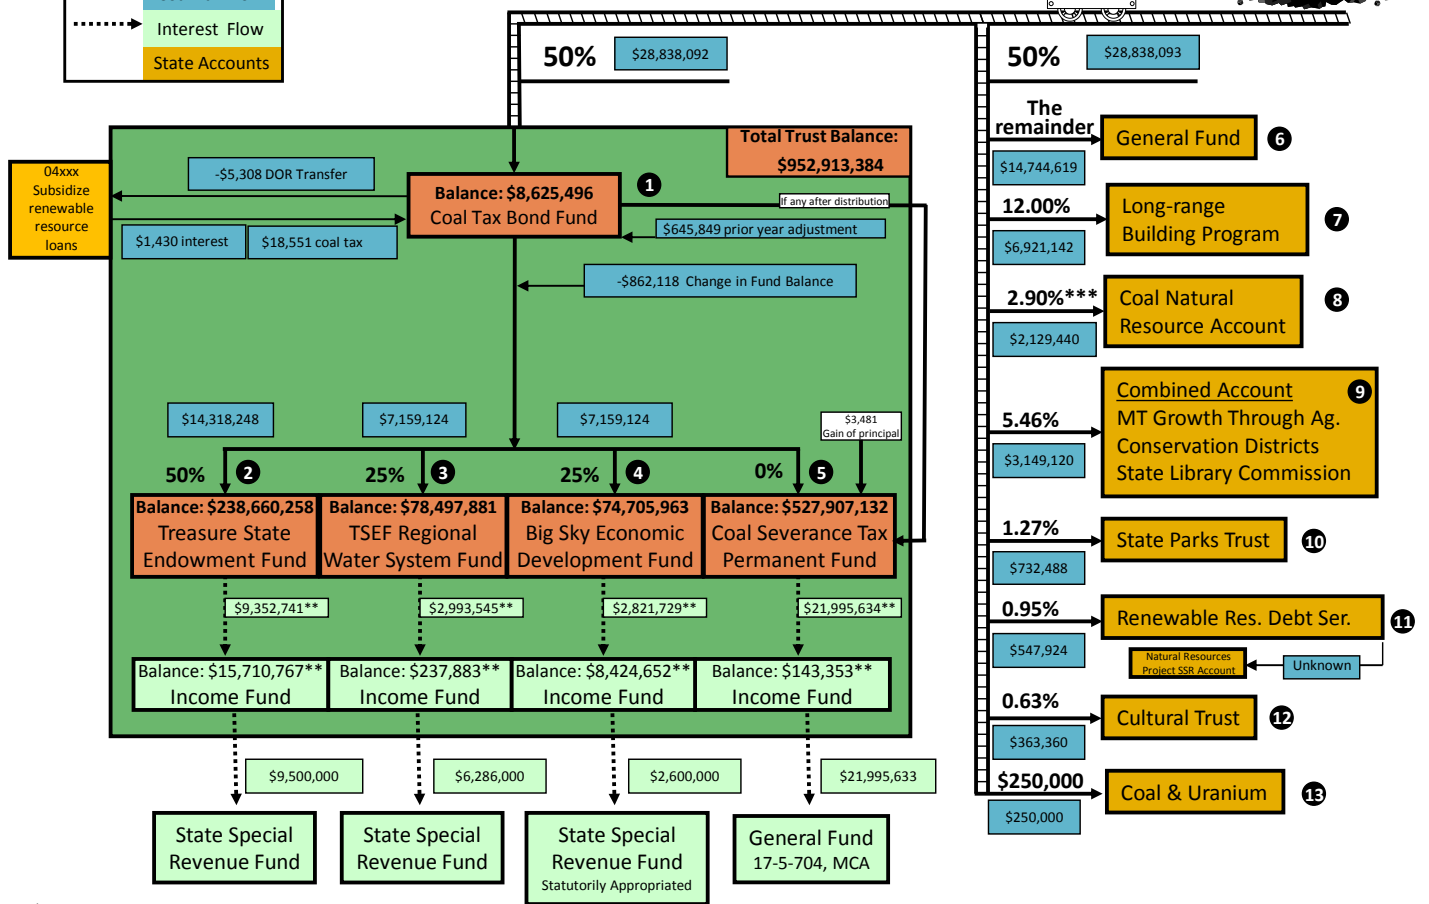 Interest Flow
State Accounts
50%
$28,838,092
50%
$28,838,093
Total Trust Balance:
$952,913,384
04xxx
Subsidize
renewable
resource
loans
-$5,308 DOR Transfer
$1,430 interest
$18,551 coal tax
Balance: $8,625,496
Coal Tax Bond Fund
1
If any after distribution
$645,849 prior year adjustment
-$862,118 Change in Fund Balance
$14,318,248
$7,159,124
$7,159,124
$3,481
Gain of principal
50%
2
25%
3
25%
4
0%
5
Balance: $238,660,258
Treasure State
Endowment Fund
Balance: $78,497,881
TSEF Regional
Water System Fund
Balance: $74,705,963
Big Sky Economic
Development Fund
Balance: $527,907,132
Coal Severance Tax
Permanent Fund
$9,352,741**
$2,993,545**
$2,821,729**
$21,995,634**
Balance: $15,710,767**
Income Fund
Balance: $237,883**
Income Fund
Balance: $8,424,652**
Income Fund
Balance: $143,353**
Income Fund
$9,500,000
$6,286,000
$2,600,000
$21,995,633
State Special
Revenue Fund
State Special
Revenue Fund
State Special
Revenue Fund
Statutorily Appropriated
General Fund
17-5-704, MCA
The
remainder
$14,744,619
General Fund
6
12.00%
$6,921,142
Long-range
Building Program
7
2.90%***
$2,129,440
Coal Natural
Resource Account
8
5.46%
$3,149,120
Combined Account
9
MT Growth Through Ag.
Conservation Districts
State Library Commission
1.27%
$732,488
State Parks Trust
10
0.95%
$547,924
Renewable Res. Debt Ser.
11
Natural Resources
Project SSR Account
Unknown
0.63%
$363,360
Cultural Trust
12
$250,000
$250,000
Coal & Uranium
13